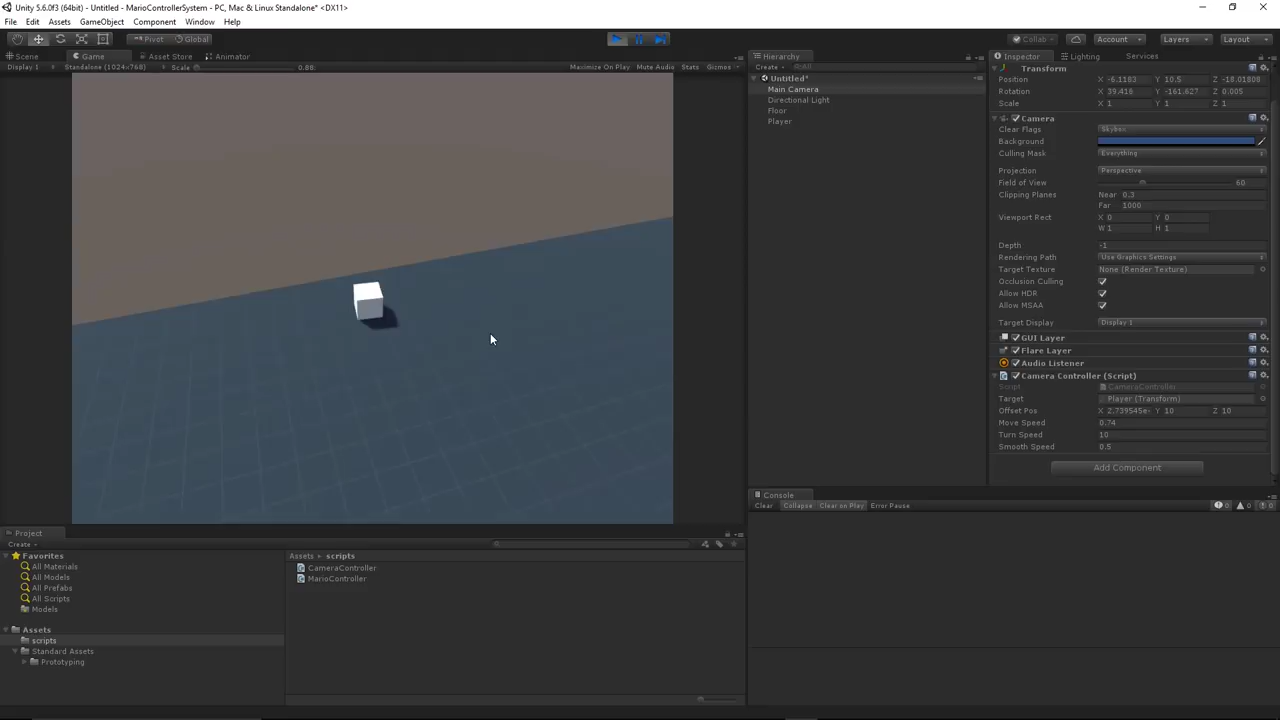 Unity 5.6.0f3 (64bit) - Untitled - MarioControllerSystem - PC, Mac & Linux Standalone* <DX11>
File Edit Assets GameObject Component Window Help
Pivot Global Collab Account Layers Layout
Scene Game Asset Store Animator
Display 1 Standalone (1024x768) Scale 0.88: Maximize On Play Mute Audio Stats Gizmos
Hierarchy
Create All
Untitled*
Main Camera
Directional Light
Floor
Player
Inspector Lighting Services
Transform
Position X -6.1183 Y 10.5 Z -18.01808
Rotation X 39.416 Y -161.627 Z 0.005
Scale X 1 Y 1 Z 1
Camera
Clear Flags Skybox
Background
Culling Mask Everything
Projection Perspective
Field of View 60
Clipping Planes Near 0.3
Far 1000
Viewport Rect X 0 Y 0
W 1 H 1
Depth -1
Rendering Path Use Graphics Settings
Target Texture None (Render Texture)
Occlusion Culling
Allow HDR
Allow MSAA
Target Display Display 1
GUI Layer
Flare Layer
Audio Listener
Camera Controller (Script)
Script CameraController
Target Player (Transform)
Offset Pos X 2.739545e- Y 10 Z 10
Move Speed 0.74
Turn Speed 10
Smooth Speed 0.5
Add Component
Console
Clear Collapse Clear on Play Error Pause 0 0 0
Project
Create
Favorites
All Materials
All Models
All Prefabs
All Scripts
Models
Assets
scripts
Standard Assets
Prototyping
Assets scripts
CameraController
MarioController